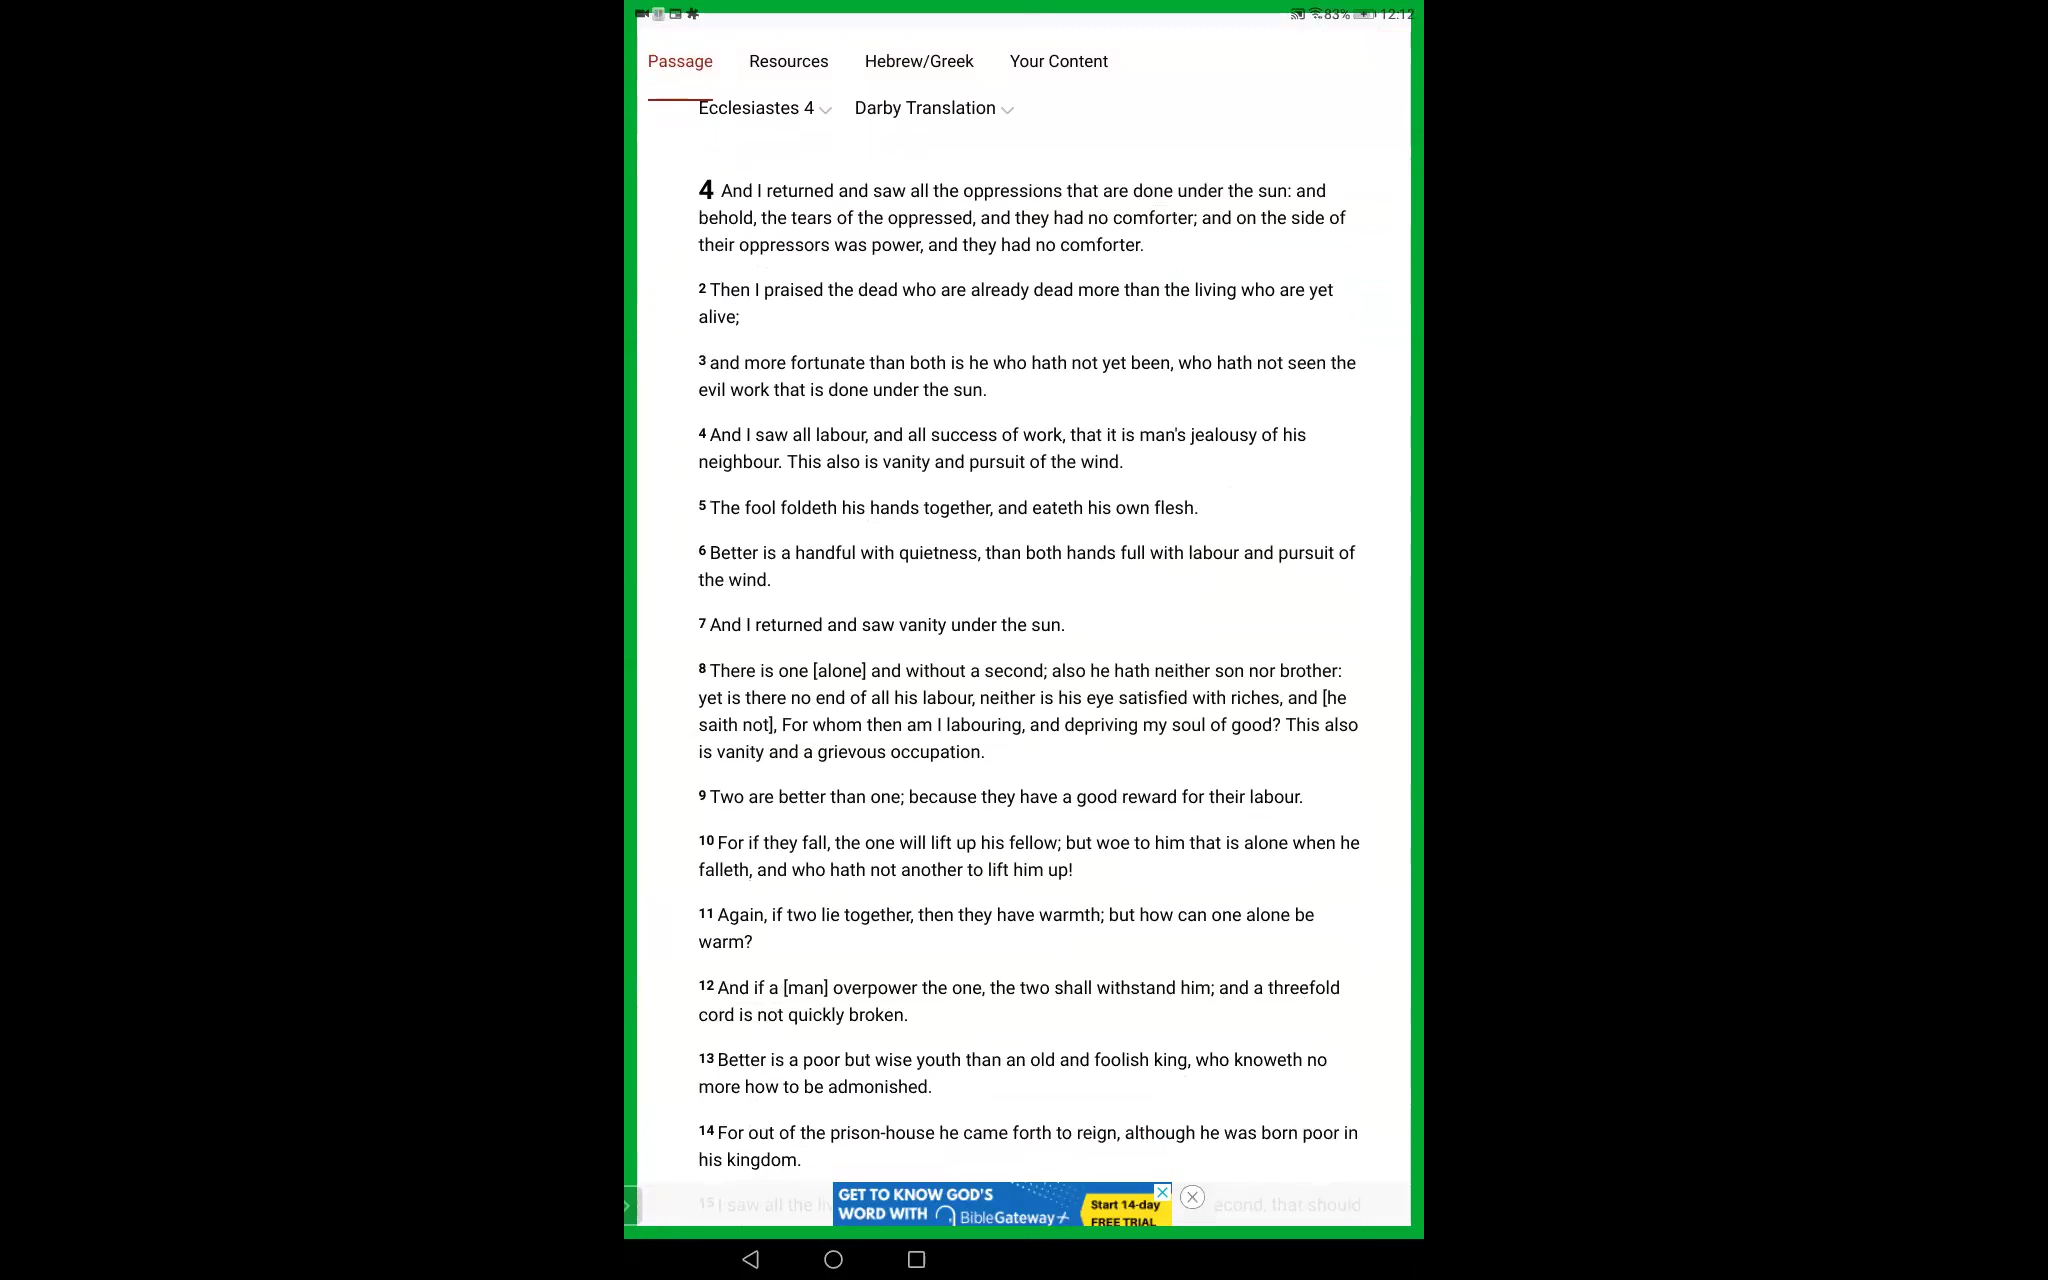 83% 12:12
Passage Resources Hebrew/Greek Your Content
Ecclesiastes 4 Darby Translation
4 And I returned and saw all the oppressions that are done under the sun: and
behold, the tears of the oppressed, and they had no comforter; and on the side of
their oppressors was power, and they had no comforter.
2 Then I praised the dead who are already dead more than the living who are yet
alive;
3 and more fortunate than both is he who hath not yet been, who hath not seen the
evil work that is done under the sun.
4 And I saw all labour, and all success of work, that it is man's jealousy of his
neighbour. This also is vanity and pursuit of the wind.
5 The fool foldeth his hands together, and eateth his own flesh.
6 Better is a handful with quietness, than both hands full with labour and pursuit of
the wind.
7 And I returned and saw vanity under the sun.
8 There is one [alone] and without a second; also he hath neither son nor brother:
yet is there no end of all his labour, neither is his eye satisfied with riches, and [he
saith not], For whom then am I labouring, and depriving my soul of good? This also
is vanity and a grievous occupation.
9 Two are better than one; because they have a good reward for their labour.
10 For if they fall, the one will lift up his fellow; but woe to him that is alone when he
falleth, and who hath not another to lift him up!
11 Again, if two lie together, then they have warmth; but how can one alone be
warm?
12 And if a [man] overpower the one, the two shall withstand him; and a threefold
cord is not quickly broken.
13 Better is a poor but wise youth than an old and foolish king, who knoweth no
more how to be admonished.
14 For out of the prison-house he came forth to reign, although he was born poor in
his kingdom.
15 I saw all the econd, that should
GET TO KNOW GOD'S
WORD WITH BibleGateway+
Start 14-day
FREE TRIAL